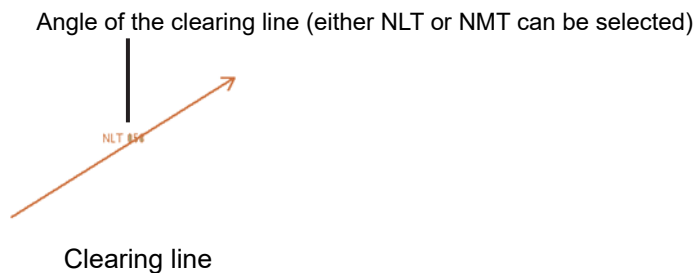 Angle of the clearing line (either NLT or NMT can be selected)
NLT
Clearing line